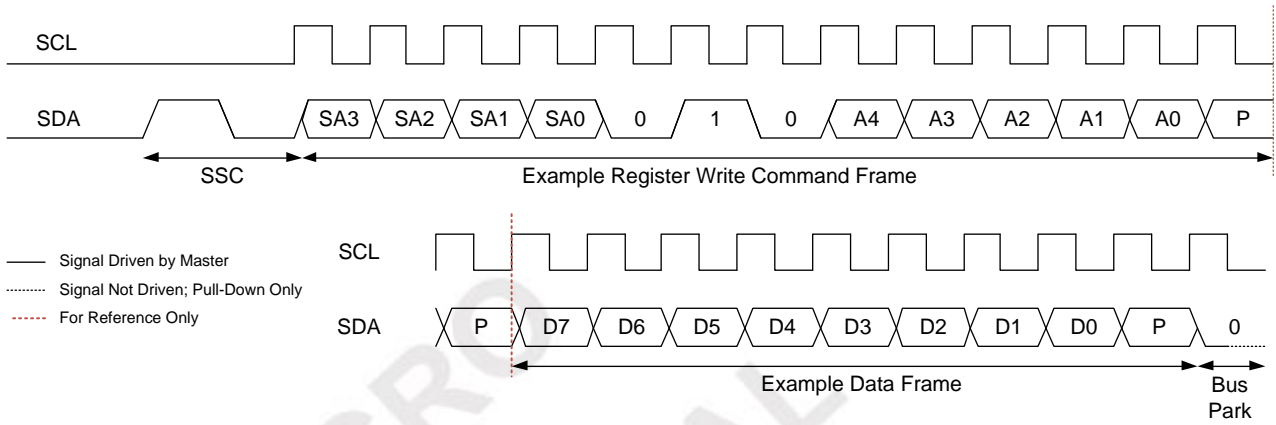 SCL
SDA SA3 SA2 SA1 SA0 0 1 0 A4 A3 A2 A1 A0 P
SSC Example Register Write Command Frame
SCL
Signal Driven by Master
Signal Not Driven; Pull-Down Only
For Reference Only
SDA P D7 D6 D5 D4 D3 D2 D1 D0 P 0
Example Data Frame
Bus
Park